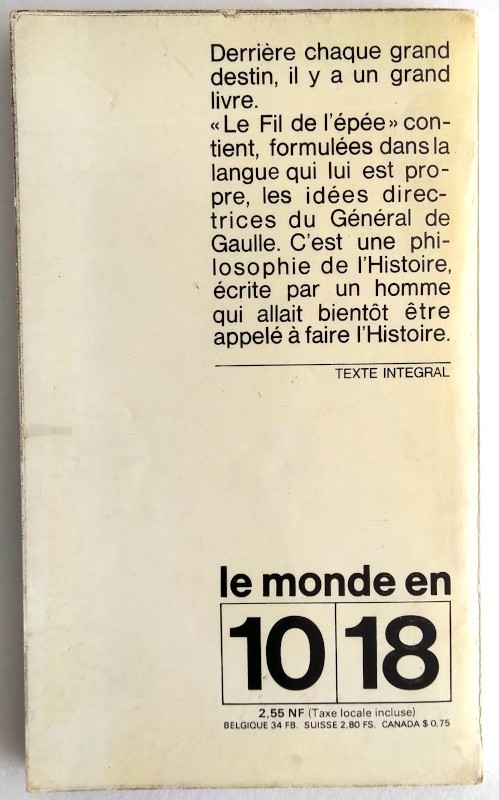 Derrière chaque grand
destin, il y a un grand
livre.
« Le Fil de l'épée » con-
tient, formulées dans la
langue qui lui est pro-
pre, les idées direc-
trices du Général de
Gaulle. C'est une phi-
losophie de l'Histoire,
écrite par un homme
qui allait bientôt être
appelé à faire l'Histoire.
TEXTE INTEGRAL
le monde en
10 18
2,55 NF (Taxe locale incluse)
BELGIQUE 34 FB. SUISSE 2,80 FS. CANADA $ 0,75